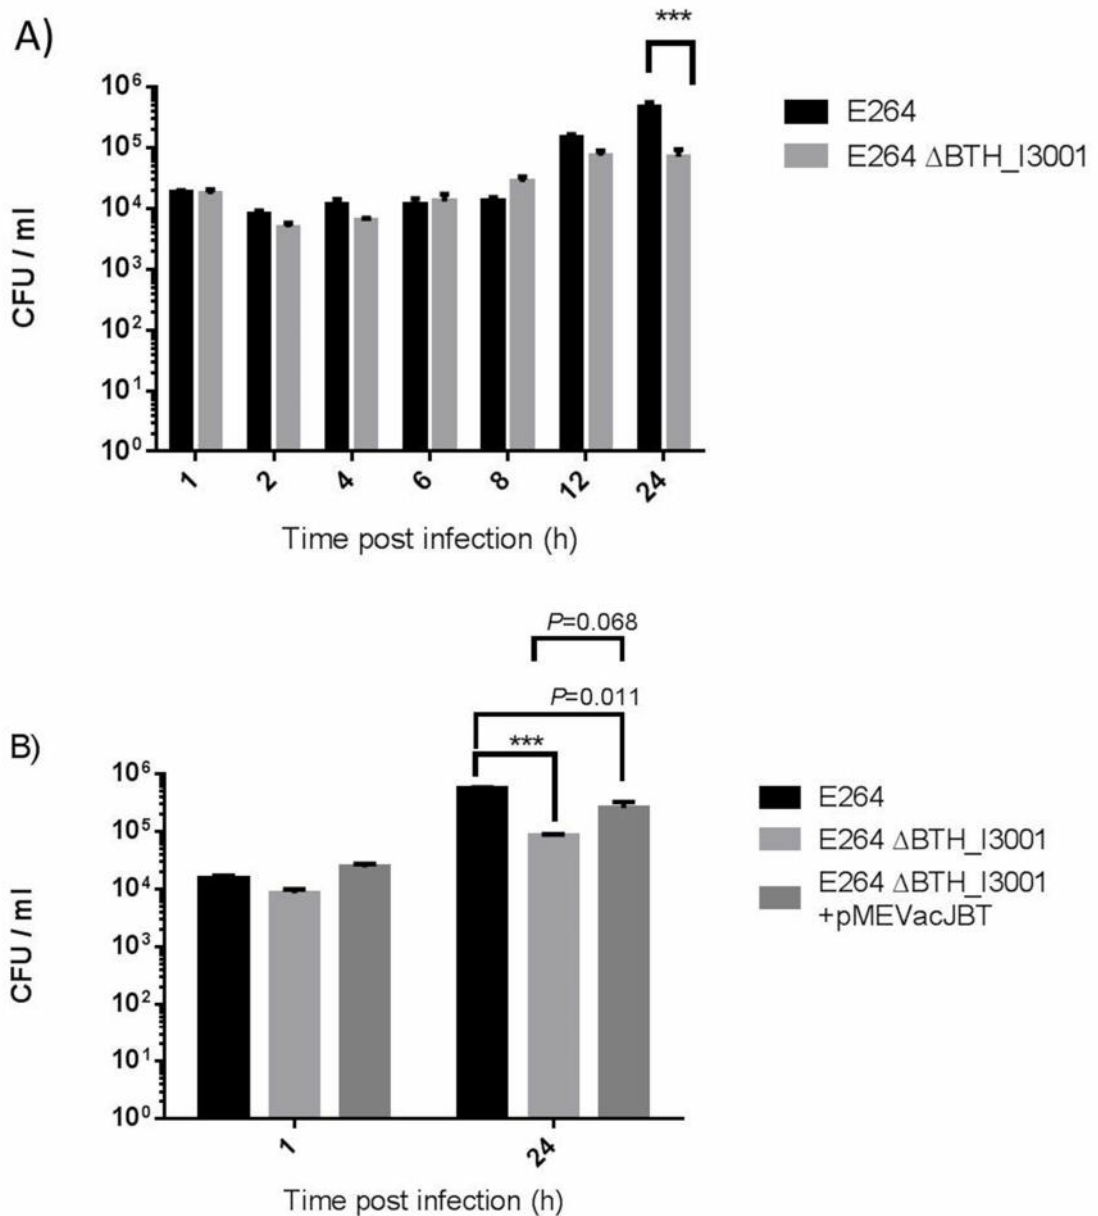 A)
***
10⁶
10⁵
10⁴
10³
10²
10¹
10⁰
CFU / ml
1 2 4 6 8 12 24
Time post infection (h)
E264
E264 ΔBTH_I3001
B)
P=0.068
P=0.011
***
10⁶
10⁵
10⁴
10³
10²
10¹
10⁰
CFU / ml
1 24
Time post infection (h)
E264
E264 ΔBTH_I3001
E264 ΔBTH_I3001
+pMEVacJBT